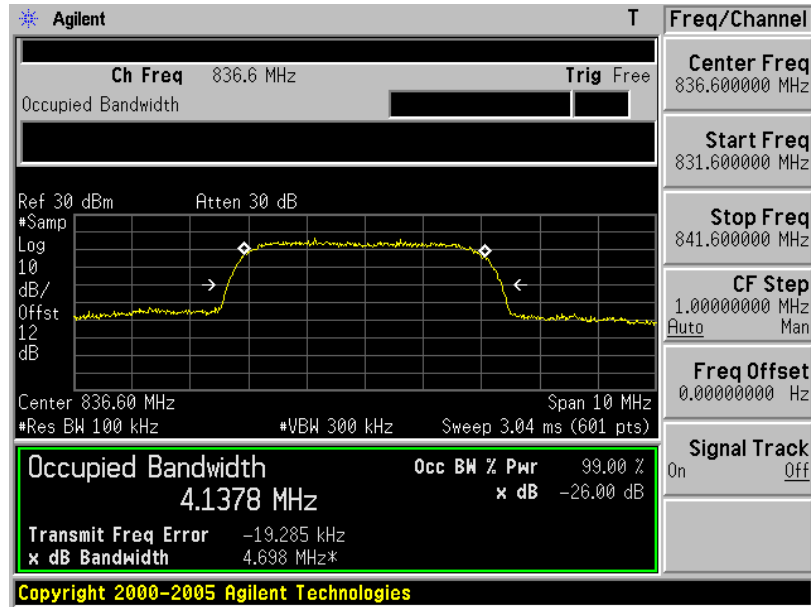 Agilent T
Freq/Channel
Ch Freq 836.6 MHz Trig Free
Occupied Bandwidth
Center Freq
836.600000 MHz
Start Freq
831.600000 MHz
Stop Freq
841.600000 MHz
CF Step
1.00000000 MHz
Auto Man
Freq Offset
0.00000000 Hz
Signal Track
On Off
Ref 30 dBm Atten 30 dB
#Samp
Log
10
dB/
Offst
12
dB
Center 836.60 MHz Span 10 MHz
#Res BW 100 kHz #VBW 300 kHz Sweep 3.04 ms (601 pts)
Occupied Bandwidth
4.1378 MHz
Occ BW % Pwr 99.00 %
x dB -26.00 dB
Transmit Freq Error -19.285 kHz
x dB Bandwidth 4.698 MHz*
Copyright 2000-2005 Agilent Technologies